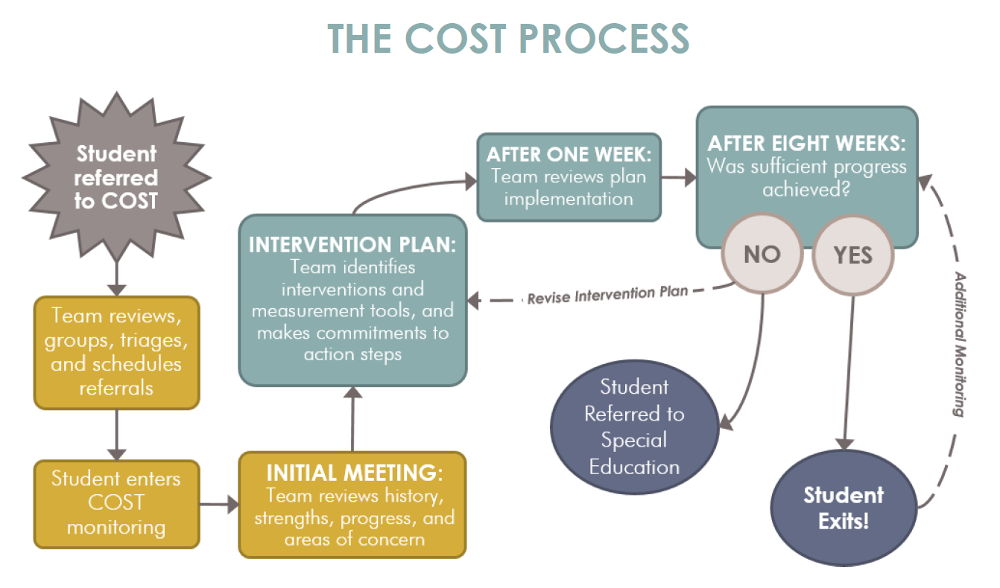 THE COST PROCESS
Student
referred
to COST
Team reviews,
groups, triages,
and schedules
referrals
Student enters
COST
monitoring
INITIAL MEETING:
Team reviews history,
strengths, progress, and
areas of concern
INTERVENTION PLAN:
Team identifies
interventions and
measurement tools, and
makes commitments to
action steps
AFTER ONE WEEK:
Team reviews plan
implementation
AFTER EIGHT WEEKS:
Was sufficient progress
achieved?
NO
YES
Revise Intervention Plan
Student
Referred to
Special
Education
Student
Exits!
Additional Monitoring